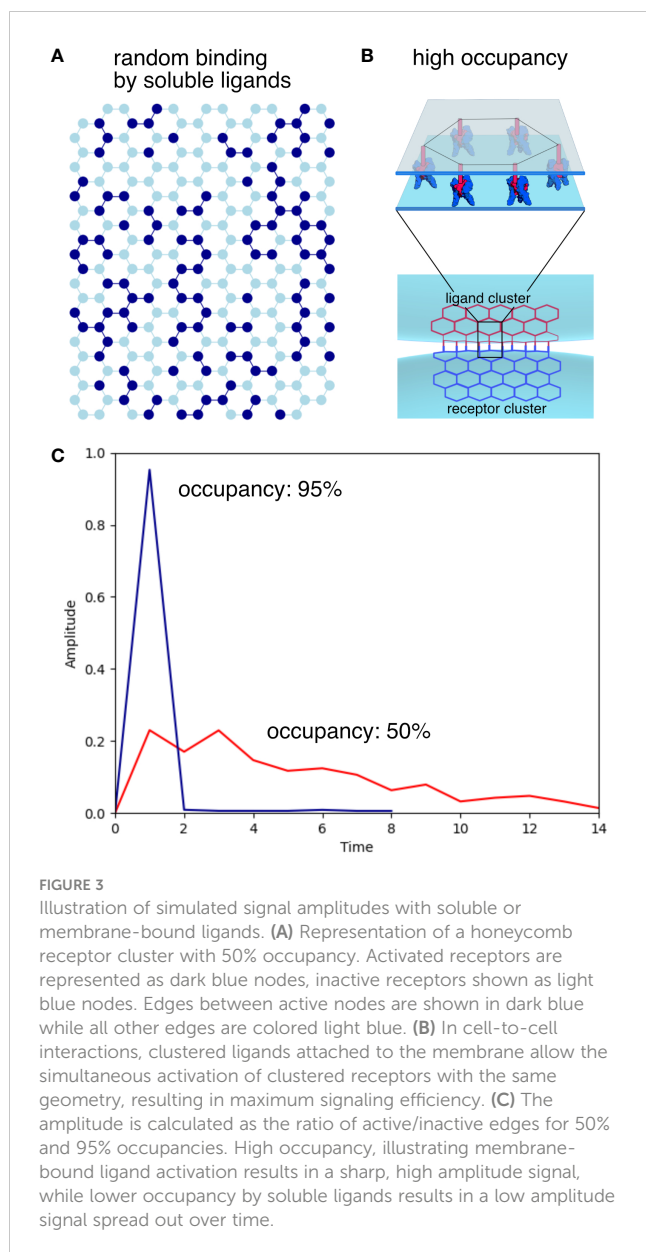 A
random binding
by soluble ligands
B
high occupancy
ligand cluster
receptor cluster
C
1.0
0.8
0.6
0.4
0.2
0.0
Amplitude
occupancy: 95%
occupancy: 50%
0
2
4
6
8
10
12
14
Time
FIGURE 3
Illustration of simulated signal amplitudes with soluble or
membrane-bound ligands. (A) Representation of a honeycomb
receptor cluster with 50% occupancy. Activated receptors are
represented as dark blue nodes, inactive receptors shown as light
blue nodes. Edges between active nodes are shown in dark blue
while all other edges are colored light blue. (B) In cell-to-cell
interactions, clustered ligands attached to the membrane allow the
simultaneous activation of clustered receptors with the same
geometry, resulting in maximum signaling efficiency. (C) The
amplitude is calculated as the ratio of active/inactive edges for 50%
and 95% occupancies. High occupancy, illustrating membrane-
bound ligand activation results in a sharp, high amplitude signal,
while lower occupancy by soluble ligands results in a low amplitude
signal spread out over time.